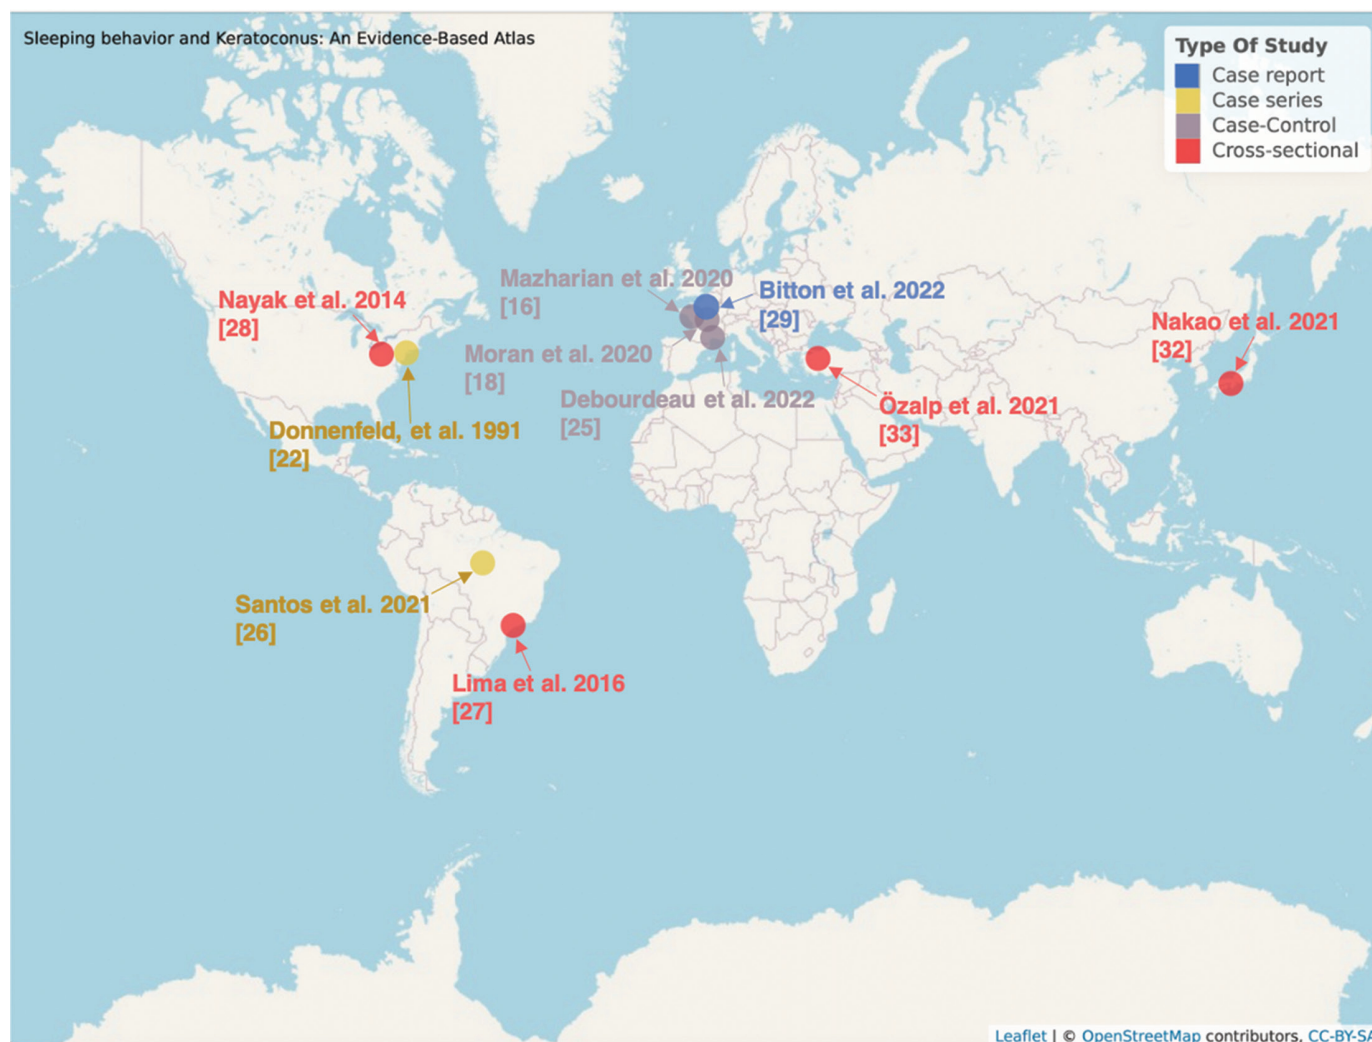 Sleeping behavior and Keratoconus: An Evidence-Based Atlas
Type Of Study
Case report
Case series
Case-Control
Cross-sectional
Mazharian et al. 2020
[16]
Bitton et al. 2022
[29]
Nayak et al. 2014
[28]
Nakao et al. 2021
[32]
Moran et al. 2020
[18]
Debourdeau et al. 2022
[25]
Özalp et al. 2021
[33]
Donnenfeld, et al. 1991
[22]
Santos et al. 2021
[26]
Lima et al. 2016
[27]
Leaflet | © OpenStreetMap contributors, CC-BY-SA